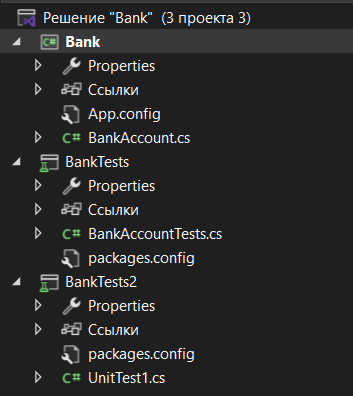 Решение "Bank" (3 проекта 3)
Bank
Properties
Ссылки
App.config
BankAccount.cs
BankTests
Properties
Ссылки
BankAccountTests.cs
packages.config
BankTests2
Properties
Ссылки
packages.config
UnitTest1.cs